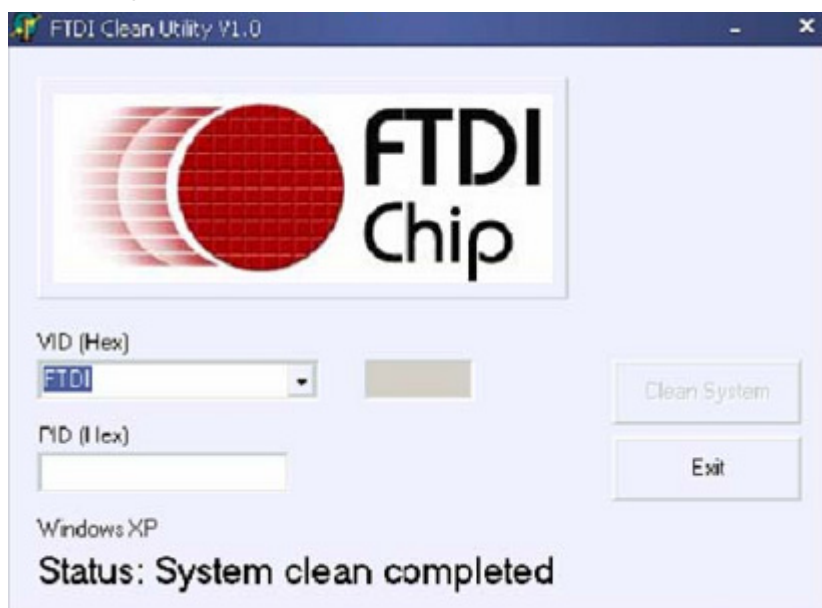 FTDI Clean Utility V1.0
FTDI
Chip
VID (Hex)
FTDI
Clean System
PID (Hex)
Exit
Windows XP
Status: System clean completed